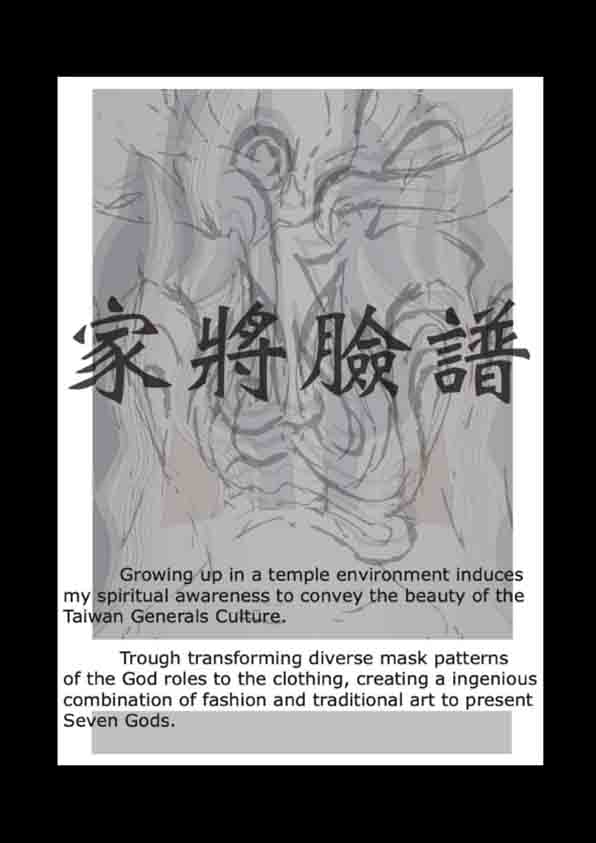 家將臉譜
Growing up in a temple environment induces
my spiritual awareness to convey the beauty of the
Taiwan Generals Culture.
Trough transforming diverse mask patterns
of the God roles to the clothing, creating a ingenious
combination of fashion and traditional art to present
Seven Gods.